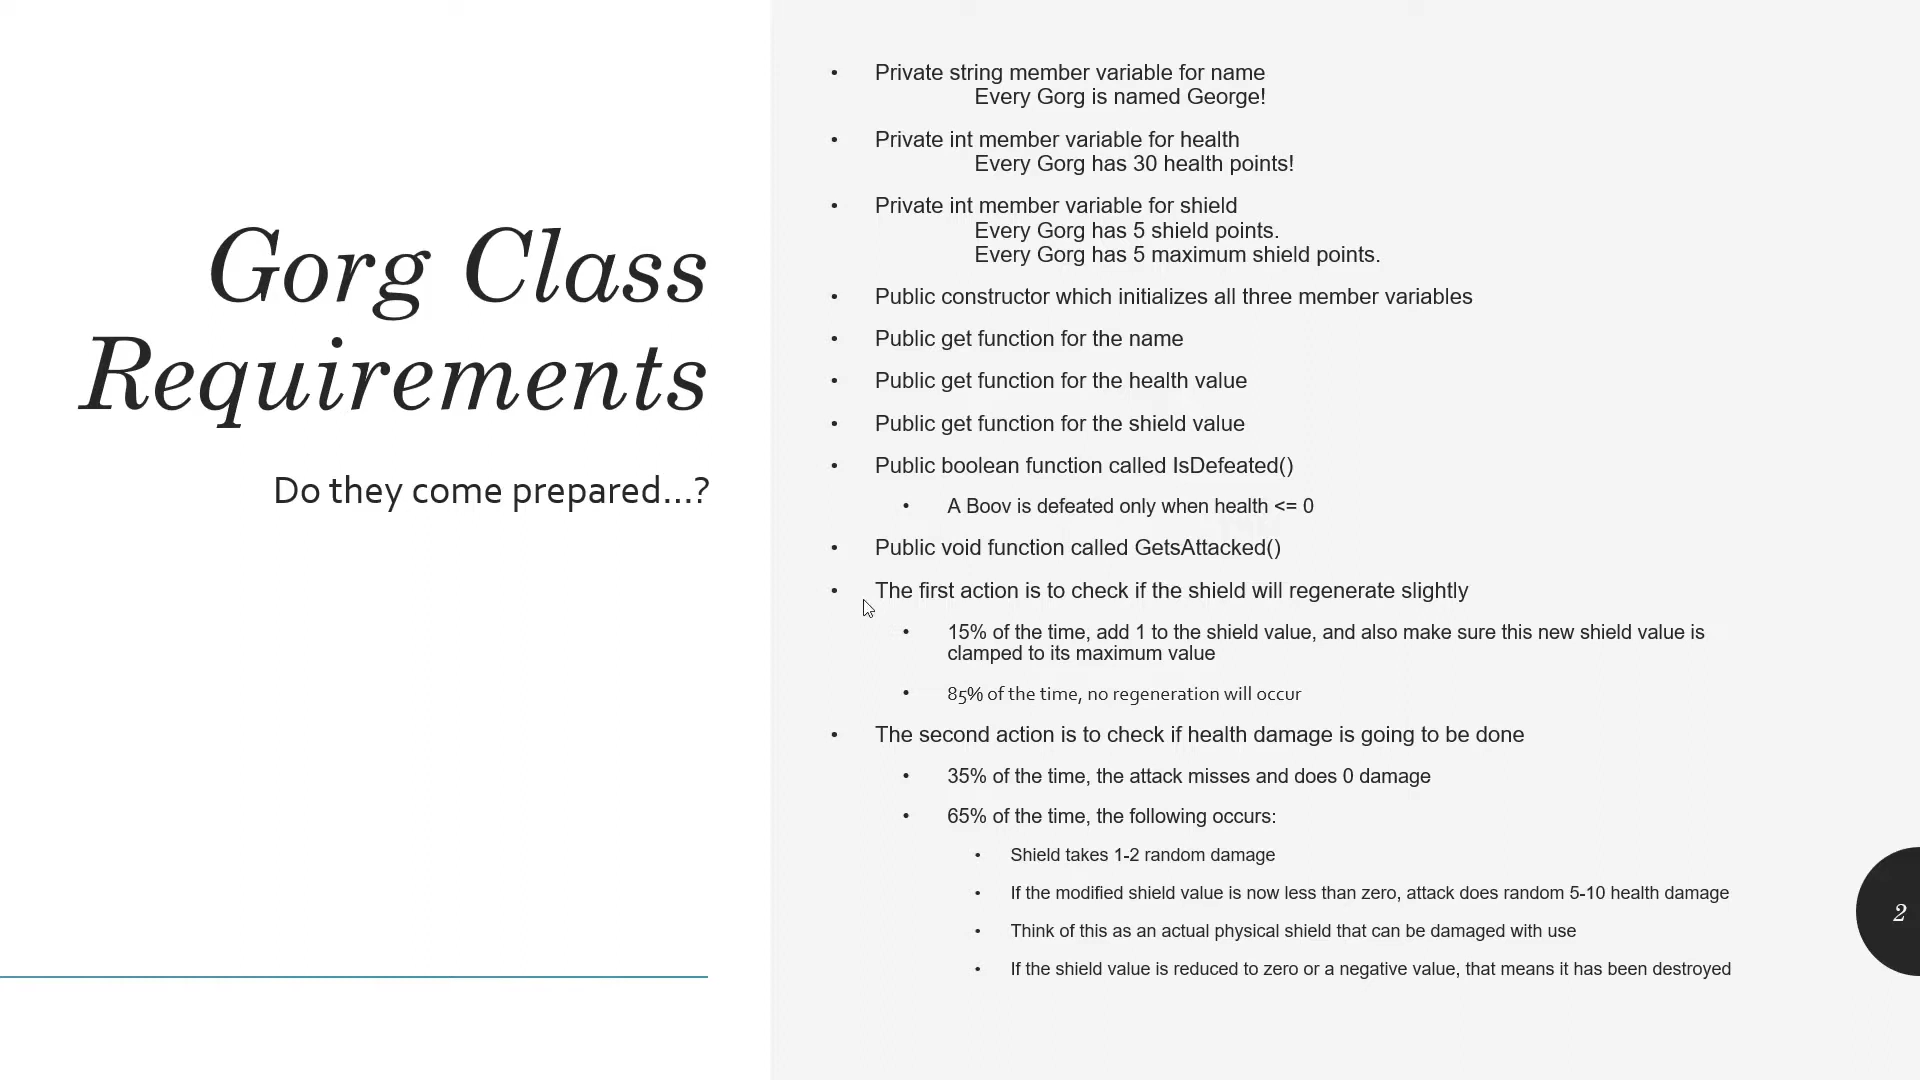 Gorg Class
Requirements
Do they come prepared...?
• Private string member variable for name
Every Gorg is named George!
• Private int member variable for health
Every Gorg has 30 health points!
• Private int member variable for shield
Every Gorg has 5 shield points.
Every Gorg has 5 maximum shield points.
• Public constructor which initializes all three member variables
• Public get function for the name
• Public get function for the health value
• Public get function for the shield value
• Public boolean function called IsDefeated()
• A Boov is defeated only when health <= 0
• Public void function called GetsAttacked()
• The first action is to check if the shield will regenerate slightly
• 15% of the time, add 1 to the shield value, and also make sure this new shield value is
clamped to its maximum value
• 85% of the time, no regeneration will occur
• The second action is to check if health damage is going to be done
• 35% of the time, the attack misses and does 0 damage
• 65% of the time, the following occurs:
• Shield takes 1-2 random damage
• If the modified shield value is now less than zero, attack does random 5-10 health damage
• Think of this as an actual physical shield that can be damaged with use
• If the shield value is reduced to zero or a negative value, that means it has been destroyed
2